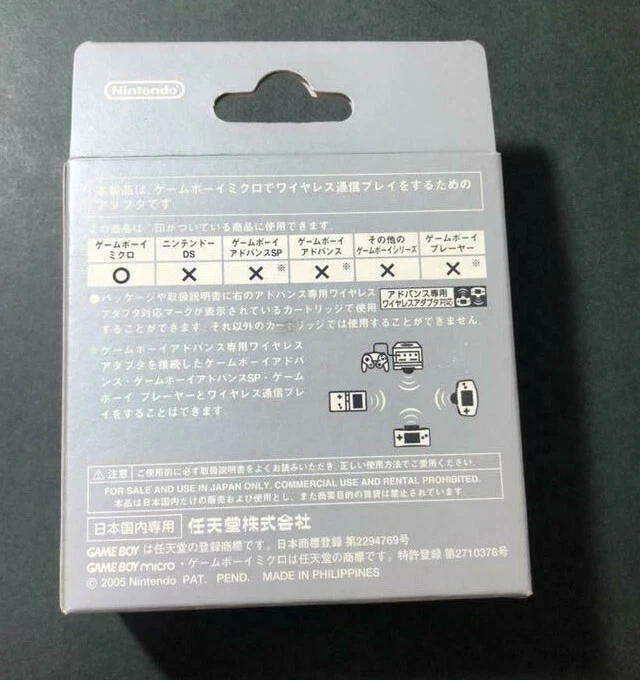 Nintendo
本製品は、ゲームボーイミクロでワイヤレス通信プレイをするための
アダプタです
この商品は○印がついている商品に使用できます
ゲームボーイ ミクロ ニンテンドー DS ゲームボーイ アドバンスSP ゲームボーイ アドバンス その他の ゲームボーイシリーズ ゲームボーイ プレーヤー
○ × ×※ ×※ × ×※
●パッケージや取扱説明書に右のアドバンス専用ワイヤレス
アダプタ対応マークが表示されているカートリッジで使用
することができます それ以外のカートリッジでは使用することができません
アドバンス専用
ワイヤレスアダプタ対応
※ゲームボーイアドバンス専用ワイヤレス
アダプタを接続したゲームボーイアドバ
ンス・ゲームボーイアドバンスSP・ゲーム
ボーイ プレーヤーとワイヤレス通信プレ
イをすることはできます
⚠注意 ご使用前に必ず取扱説明書をよくお読みいただき、正しい使用方法でご愛用ください。
FOR SALE AND USE IN JAPAN ONLY. COMMERCIAL USE AND RENTAL PROHIBITED.
本品は日本国内だけの販売および使用とし、また商業目的の賃貸は禁止されています。
日本国内専用 任天堂株式会社
GAME BOY は任天堂の登録商標です。日本商標登録 第2294769号
GAME BOY micro・ゲームボーイミクロは任天堂の商標です。特許登録 第2710378号
© 2005 Nintendo PAT. PEND. MADE IN PHILIPPINES